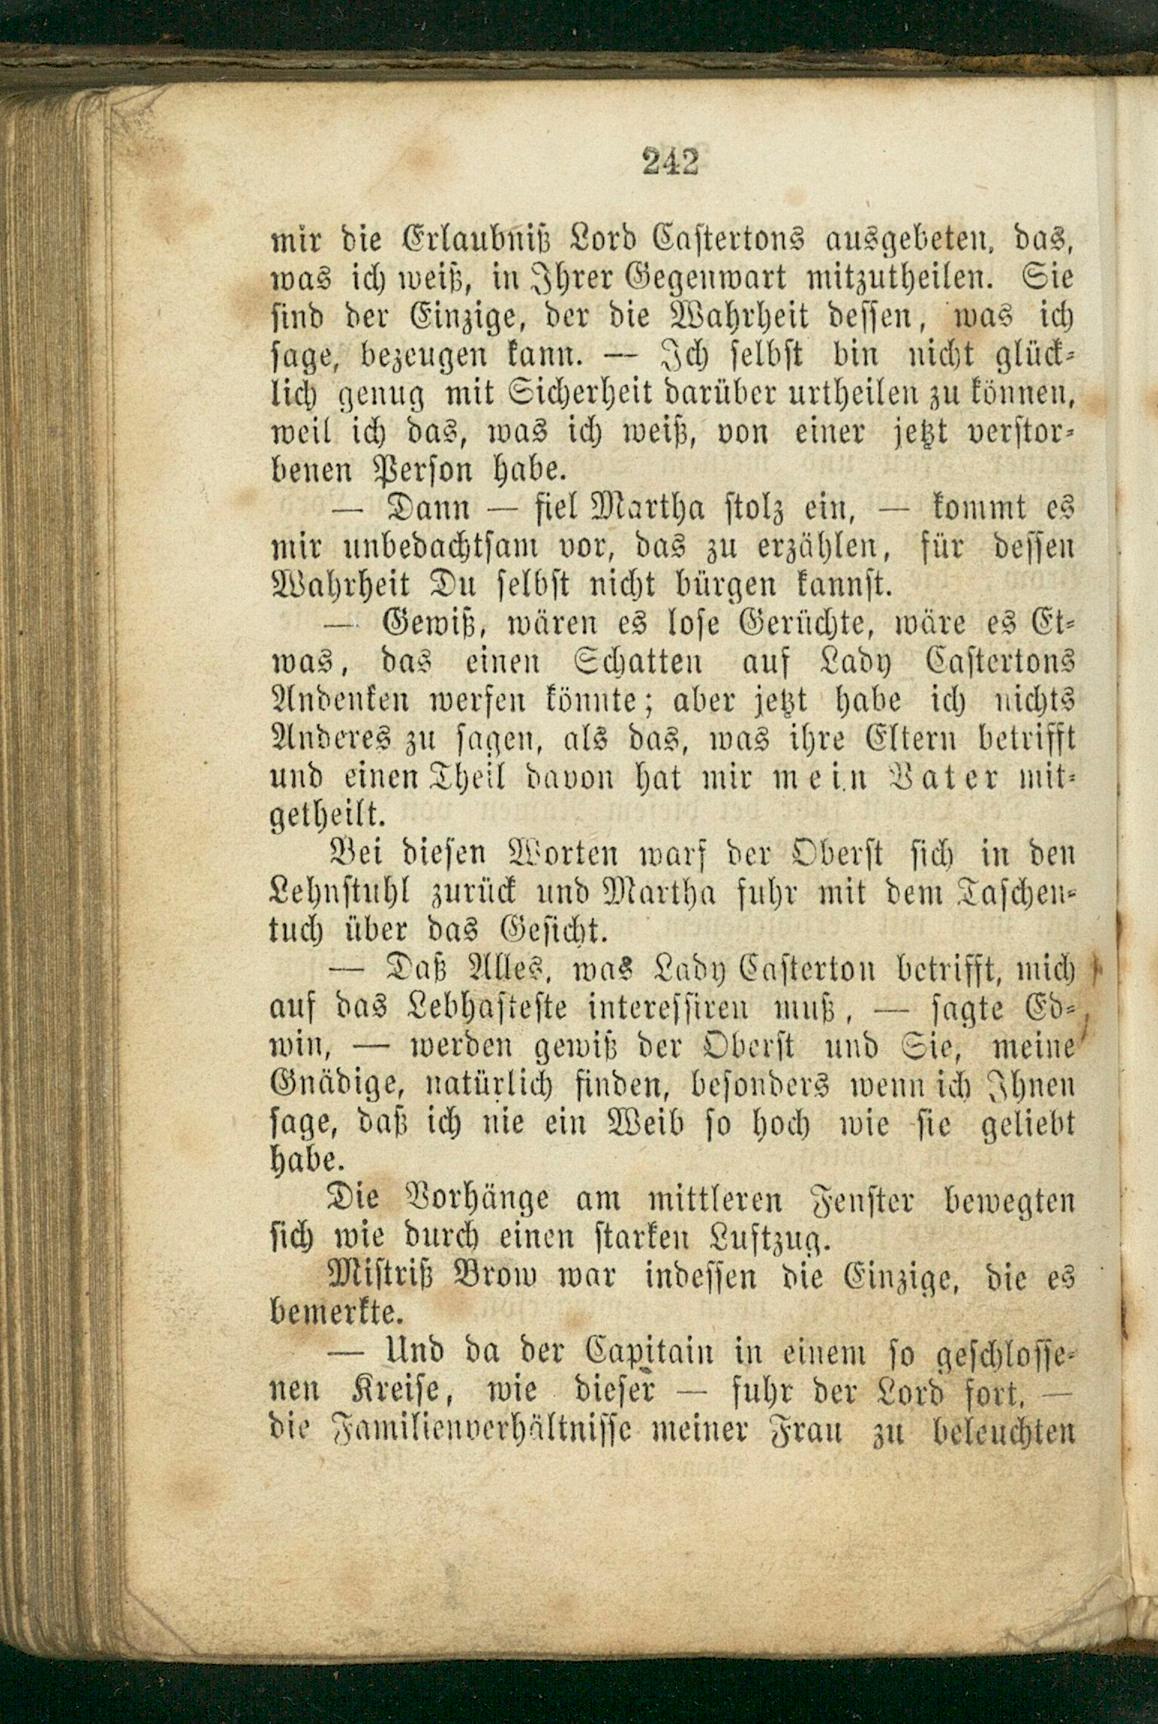 242
mir die Erlaubniß Lord Castertons ausgebeten, das,
was ich weiß, in Ihrer Gegenwart mitzutheilen. Sie
sind der Einzige, der die Wahrheit dessen, was ich
sage, bezeugen kann. — Ich selbst bin nicht glück-
lich genug mit Sicherheit darüber urtheilen zu können,
weil ich das, was ich weiß, von einer jetzt verstor-
benen Person habe.
— Dann — fiel Martha stolz ein, — kommt es
mir unbedachtsam vor, das zu erzählen, für dessen
Wahrheit Du selbst nicht bürgen kannst.
— Gewiß, wären es lose Gerüchte, wäre es Et-
was, das einen Schatten auf Lady Castertons
Andenken werfen könnte; aber jetzt habe ich nichts
Anderes zu sagen, als das, was ihre Eltern betrifft
und einen Theil davon hat mir mein Vater mit-
getheilt.
Bei diesen Worten warf der Oberst sich in den
Lehnstuhl zurück und Martha fuhr mit dem Taschen-
tuch über das Gesicht.
— Daß Alles, was Lady Casterton betrifft, mich
auf das Lebhafteste interessiren muß, — sagte Ed-
win, — werden gewiß der Oberst und Sie, meine
Gnädige, natürlich finden, besonders wenn ich Ihnen
sage, daß ich nie ein Weib so hoch wie sie geliebt
habe.
Die Vorhänge am mittleren Fenster bewegten
sich wie durch einen starken Luftzug.
Mistriß Brow war indessen die Einzige, die es
bemerkte.
— Und da der Capitain in einem so geschlosse-
nen Kreise, wie dieser — fuhr der Lord fort, —
die Familienverhältnisse meiner Frau zu beleuchten